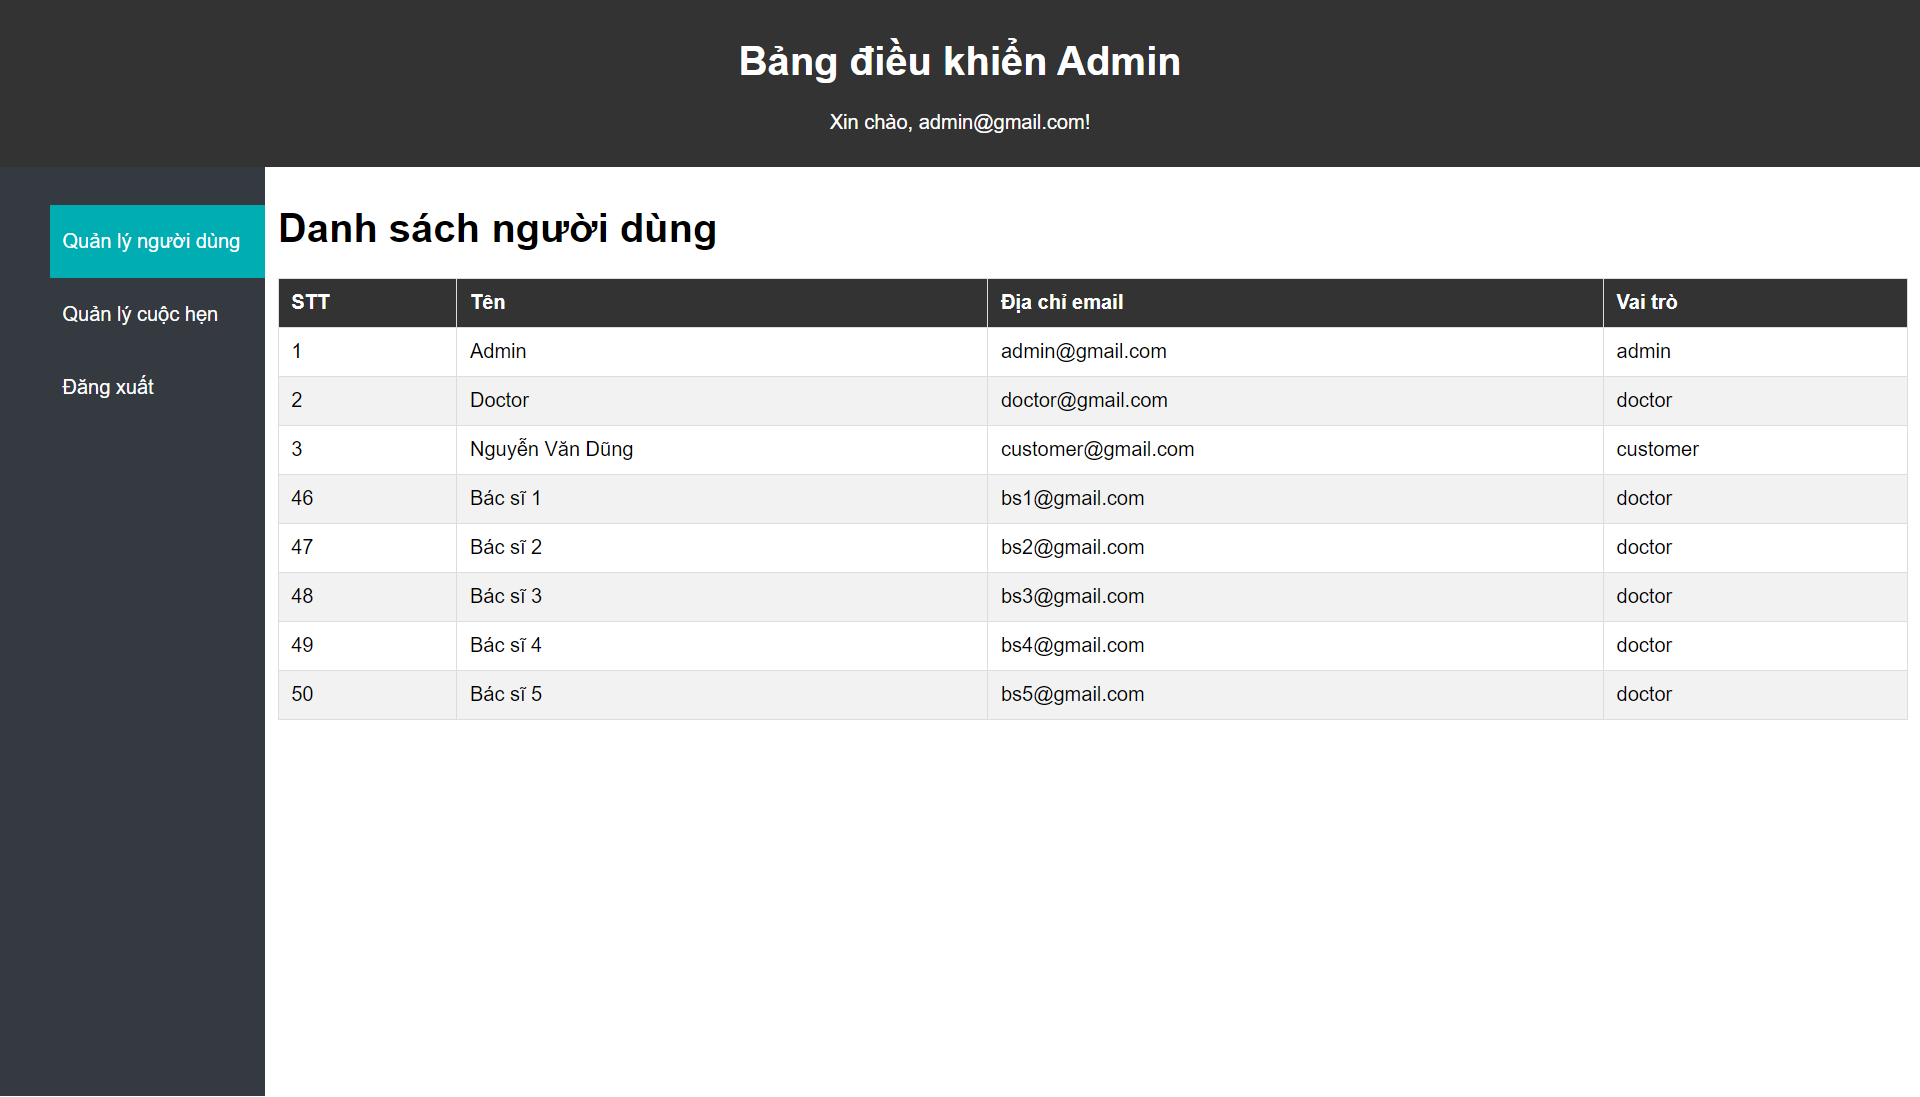 Bảng điều khiển Admin
Xin chào, admin@gmail.com!
Quản lý người dùng
Quản lý cuộc hẹn
Đăng xuất
Danh sách người dùng
STT Tên Địa chỉ email Vai trò
1 Admin admin@gmail.com admin
2 Doctor doctor@gmail.com doctor
3 Nguyễn Văn Dũng customer@gmail.com customer
46 Bác sĩ 1 bs1@gmail.com doctor
47 Bác sĩ 2 bs2@gmail.com doctor
48 Bác sĩ 3 bs3@gmail.com doctor
49 Bác sĩ 4 bs4@gmail.com doctor
50 Bác sĩ 5 bs5@gmail.com doctor